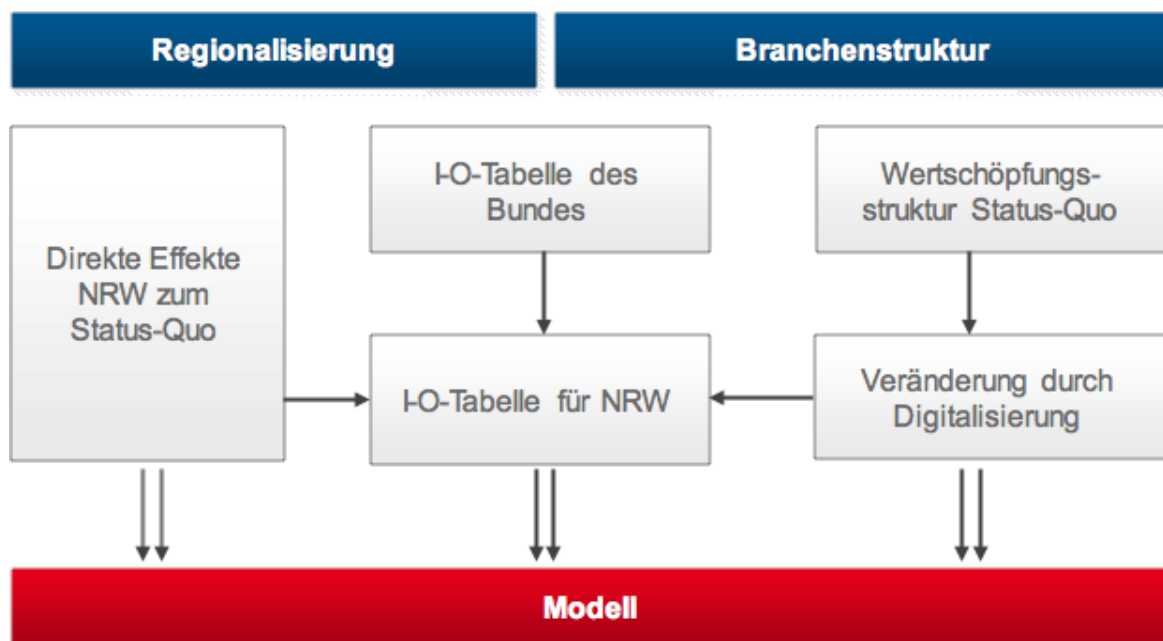 Regionalisierung
Branchenstruktur
Direkte Effekte
NRW zum
Status-Quo
I-O-Tabelle des
Bundes
Wertschöpfungs-
struktur Status-Quo
I-O-Tabelle für NRW
Veränderung durch
Digitalisierung
Modell